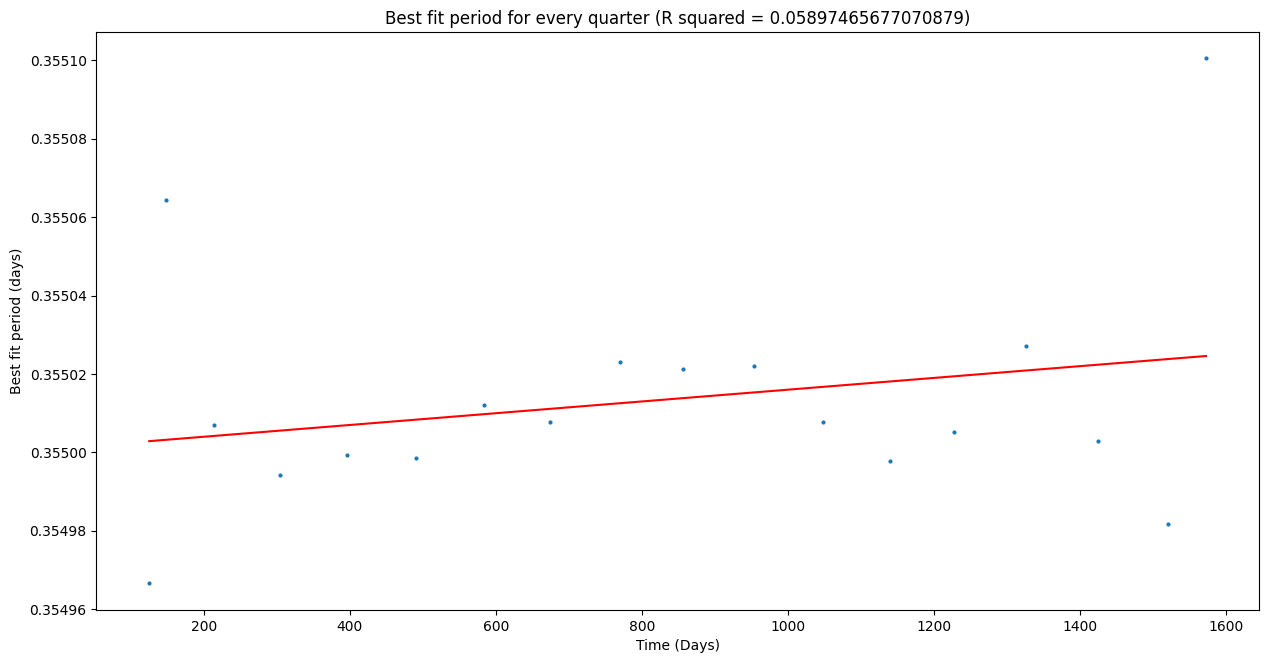 Best fit period for every quarter (R squared = 0.05897465677070879)
0.35510
0.35508
0.35506
0.35504
0.35502
0.35500
0.35498
0.35496
Best fit period (days)
200 400 600 800 1000 1200 1400 1600
Time (Days)